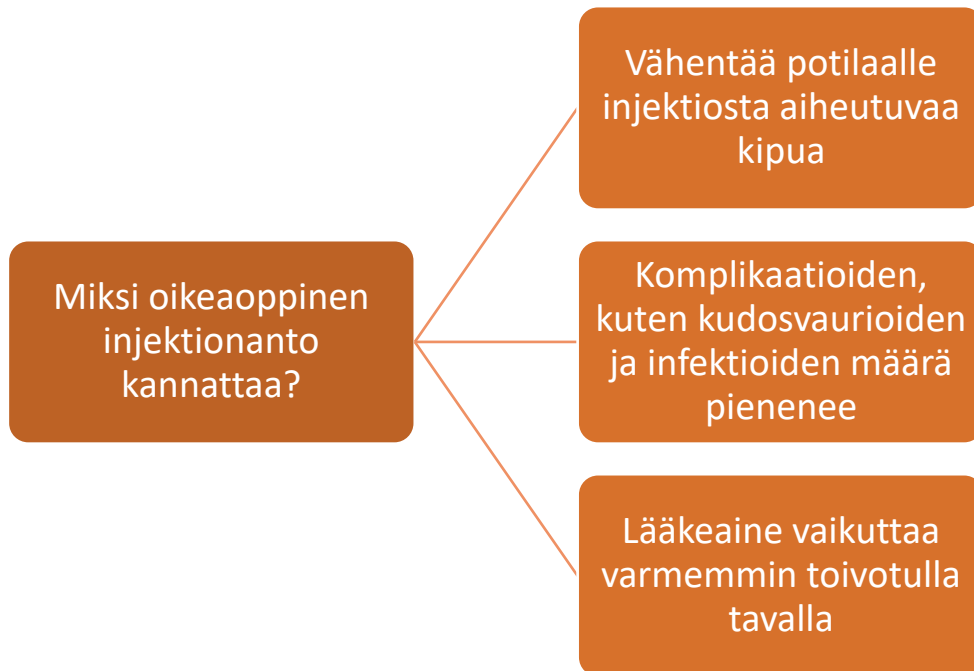 Miksi oikeaoppinen
injektionanto
kannattaa?
Vähentää potilaalle
injektiosta aiheutuvaa
kipua
Komplikaatioiden,
kuten kudosvaurioiden
ja infektioiden määrä
pienenee
Lääkeaine vaikuttaa
varmemmin toivotulla
tavalla